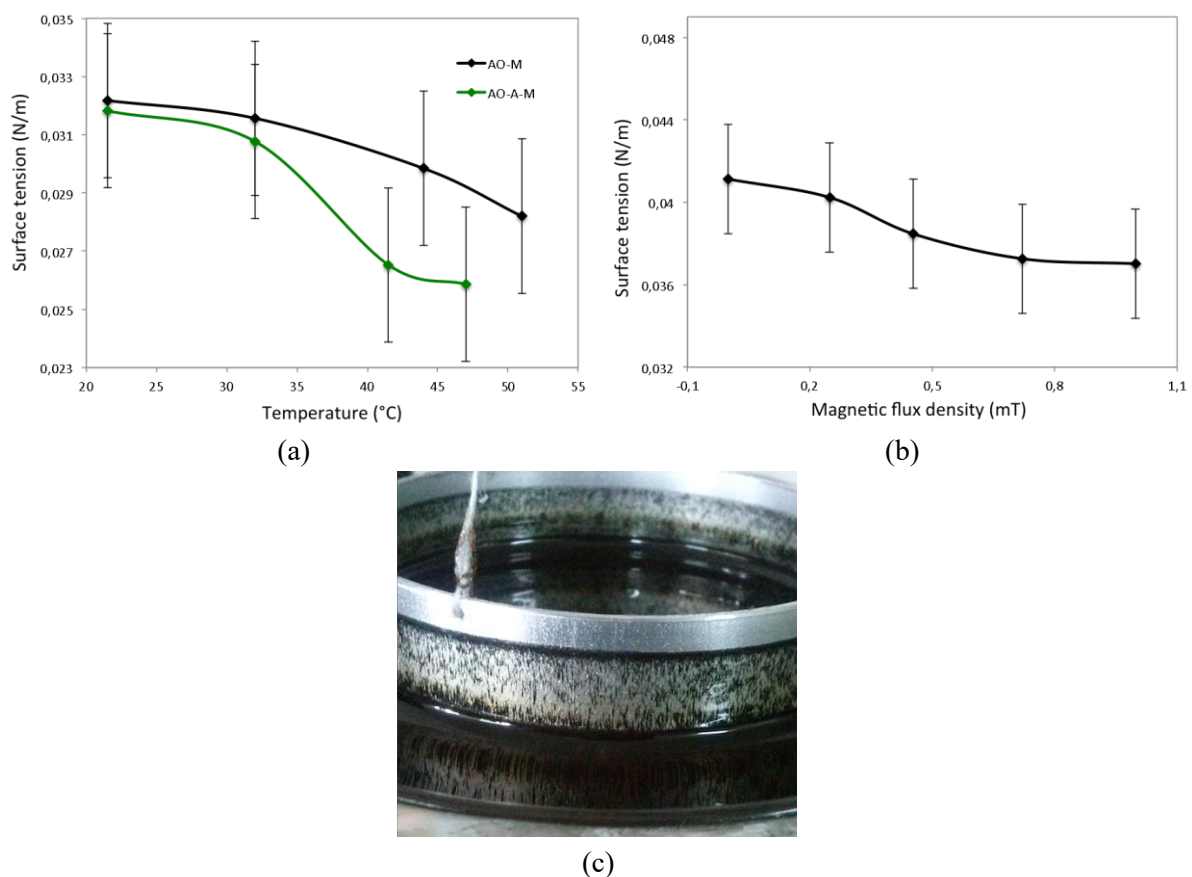 0,035
0,033
0,031
0,029
0,027
0,025
0,023
Surface tension (N/m)
AO-M
AO-A-M
20 25 30 35 40 45 50 55
Temperature (°C)
(a)
0,048
0,044
0,04
0,036
0,032
Surface tension (N/m)
-0,1 0,2 0,5 0,8 1,1
Magnetic flux density (mT)
(b)
(c)